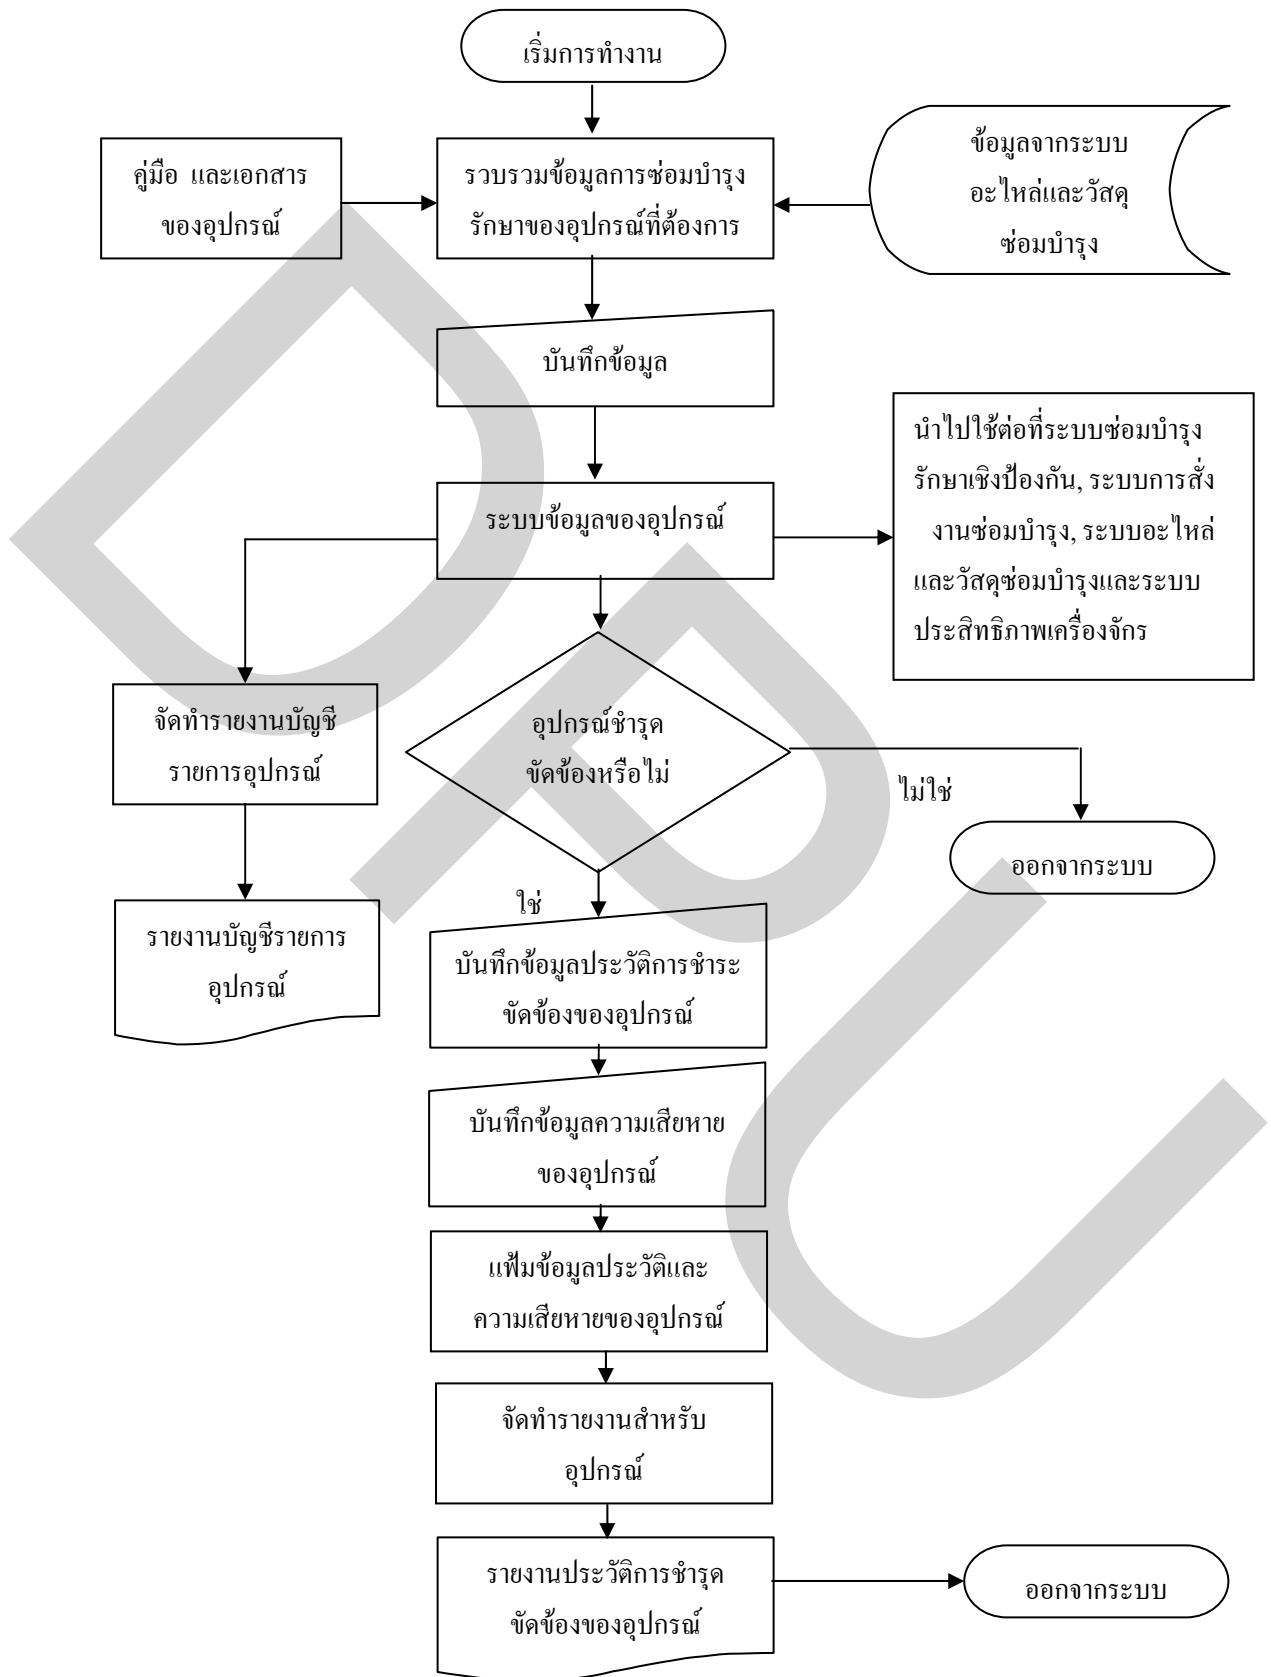 เริ่มการทำงาน
คู่มือ และเอกสาร
ของอุปกรณ์
รวบรวมข้อมูลการซ่อมบำรุง
รักษาของอุปกรณ์ที่ต้องการ
ข้อมูลจากระบบ
อะไหล่และวัสดุ
ซ่อมบำรุง
บันทึกข้อมูล
ระบบข้อมูลของอุปกรณ์
นำไปใช้ต่อที่ระบบซ่อมบำรุง
รักษาเชิงป้องกัน, ระบบการสั่ง
งานซ่อมบำรุง, ระบบอะไหล่
และวัสดุซ่อมบำรุงและระบบ
ประสิทธิภาพเครื่องจักร
จัดทำรายงานบัญชี
รายการอุปกรณ์
อุปกรณ์ชำรุด
ขัดข้องหรือไม่
ไม่ใช่
ออกจากระบบ
ใช่
รายงานบัญชีรายการ
อุปกรณ์
บันทึกข้อมูลประวัติการชำระ
ขัดข้องของอุปกรณ์
บันทึกข้อมูลความเสียหาย
ของอุปกรณ์
แฟ้มข้อมูลประวัติและ
ความเสียหายของอุปกรณ์
จัดทำรายงานสำหรับ
อุปกรณ์
รายงานประวัติการชำรุด
ขัดข้องของอุปกรณ์
ออกจากระบบ
DPU